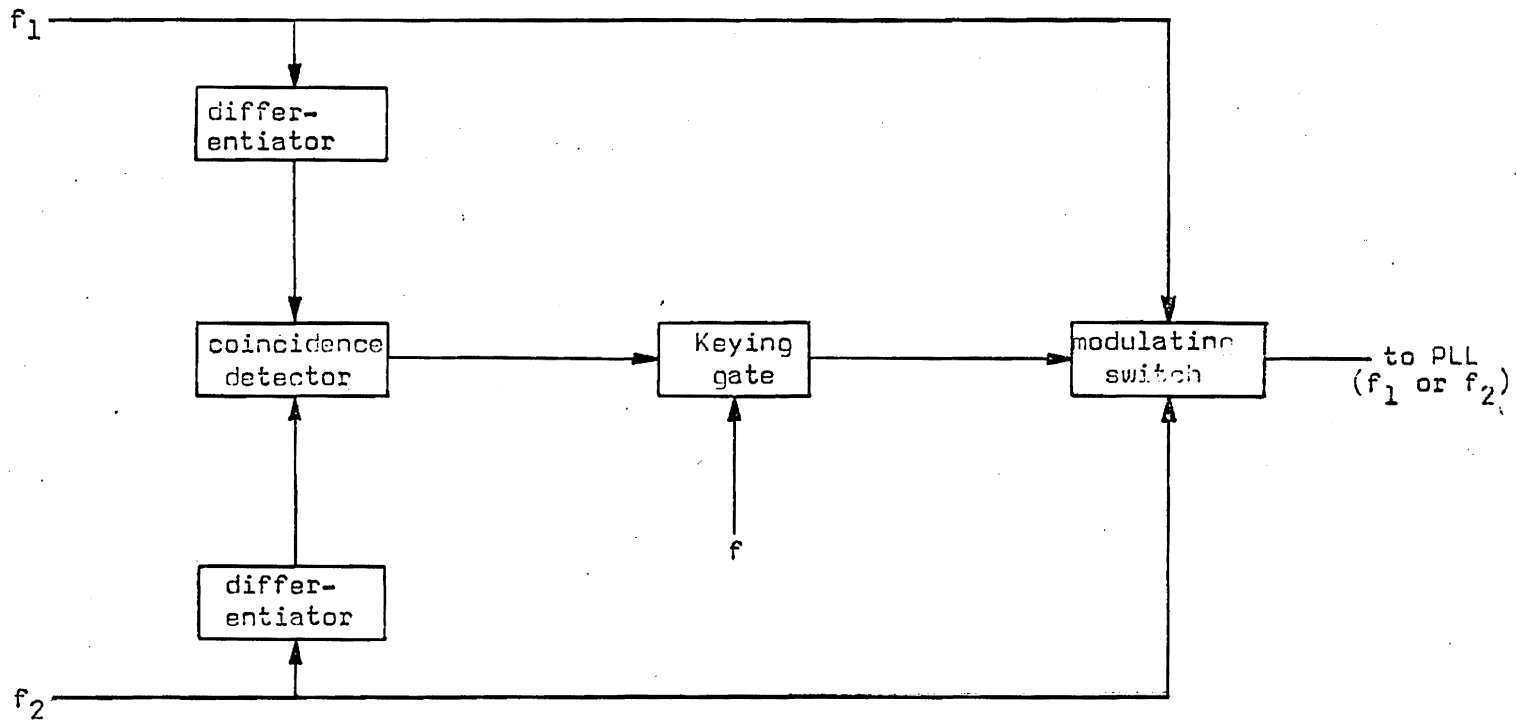 f1
differ-
entiator
coincidence
detector
Keying
gate
modulating
switch
to PLL
(f1 or f2)
f
differ-
entiator
f2